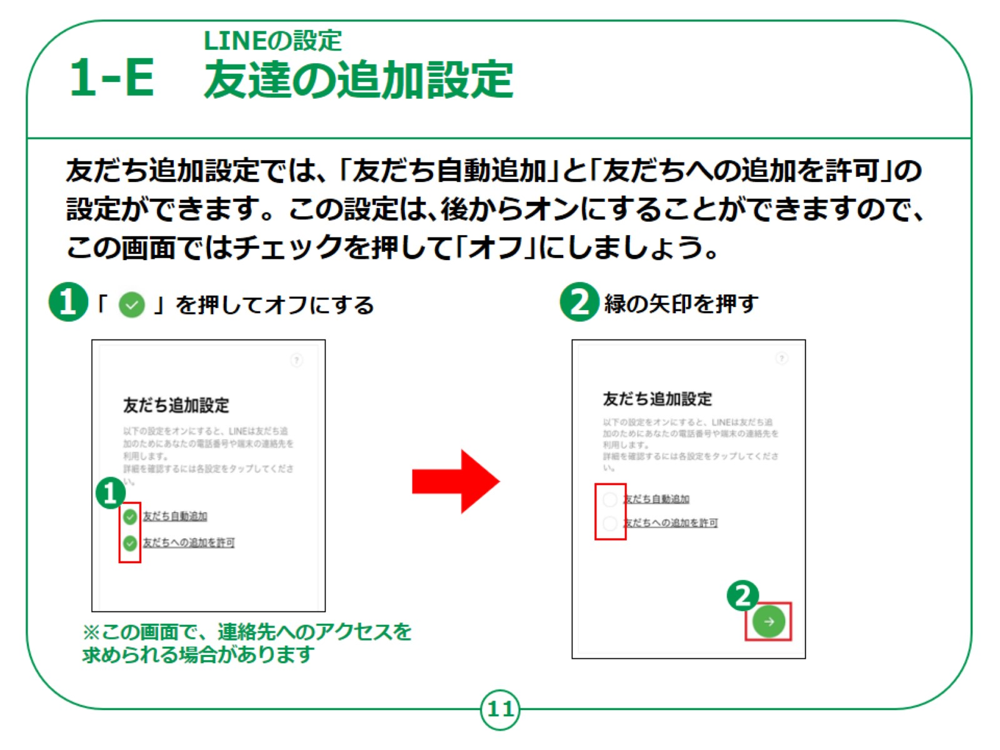 LINEの設定
1-E 友達の追加設定
友だち追加設定では、「友だち自動追加」と「友だちへの追加を許可」の
設定ができます。この設定は、後からオンにすることができますので、
この画面ではチェックを押して「オフ」にしましょう。
1 「 」を押してオフにする
2 緑の矢印を押す
?
友だち追加設定
以下の設定をオンにすると、LINEは友だち追
加のためにあなたの電話番号や端末の連絡先を
利用します。
詳細を確認するには各設定をタップしてくださ
い。
1
友だち自動追加
友だちへの追加を許可
※この画面で、連絡先へのアクセスを
求められる場合があります
?
友だち追加設定
以下の設定をオンにすると、LINEは友だち追
加のためにあなたの電話番号や端末の連絡先を
利用します。
詳細を確認するには各設定をタップしてくださ
い。
友だち自動追加
友だちへの追加を許可
2
11